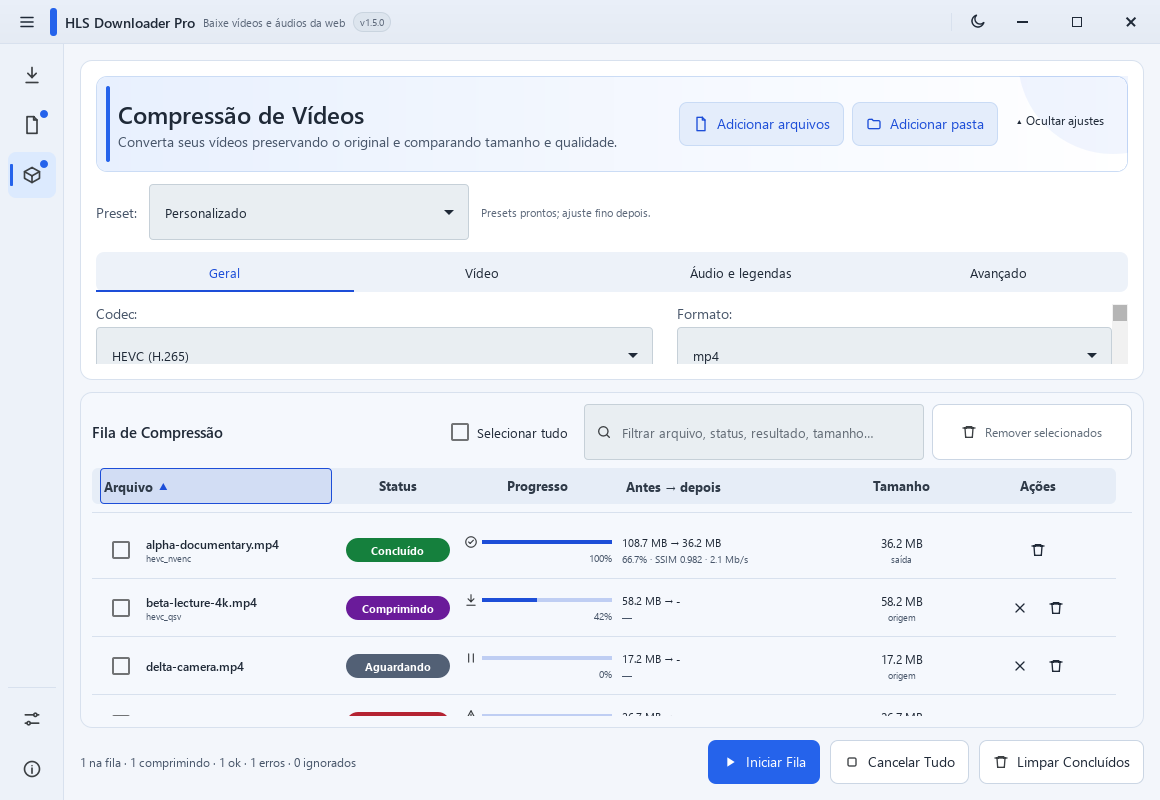 HLS Downloader Pro Baixe vídeos e áudios da web v1.5.0
Compressão de Vídeos
Converta seus vídeos preservando o original e comparando tamanho e qualidade.
Adicionar arquivos
Adicionar pasta
▴ Ocultar ajustes
Preset: Personalizado Presets prontos; ajuste fino depois.
Geral Vídeo Áudio e legendas Avançado
Codec: Formato:
HEVC (H.265) mp4
Fila de Compressão Selecionar tudo Filtrar arquivo, status, resultado, tamanho... Remover selecionados
Arquivo ▲ Status Progresso Antes → depois Tamanho Ações
alpha-documentary.mp4 Concluído 108.7 MB → 36.2 MB 36.2 MB
hevc_nvenc 100% 66.7% · SSIM 0.982 · 2.1 Mb/s saída
beta-lecture-4k.mp4 Comprimindo 58.2 MB → - 58.2 MB
hevc_qsv 42% — origem
delta-camera.mp4 Aguardando 17.2 MB → - 17.2 MB
0% — origem
1 na fila · 1 comprimindo · 1 ok · 1 erros · 0 ignorados
Iniciar Fila
Cancelar Tudo
Limpar Concluídos